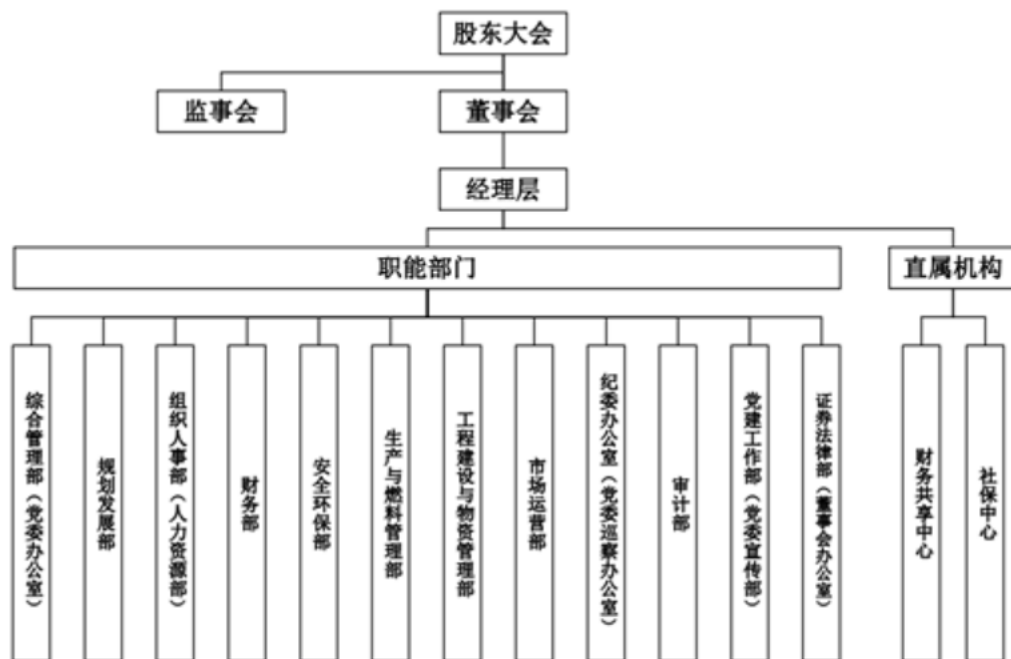 股东大会
监事会
董事会
经理层
职能部门
直属机构
综合管理部（党委办公室）
规划发展部
组织人事部（人力资源部）
财务部
安全环保部
生产与燃料管理部
工程建设与物资管理部
市场运营部
纪委办公室（党委巡察办公室）
审计部
党建工作部（党委宣传部）
证券法律部（董事会办公室）
财务共享中心
社保中心